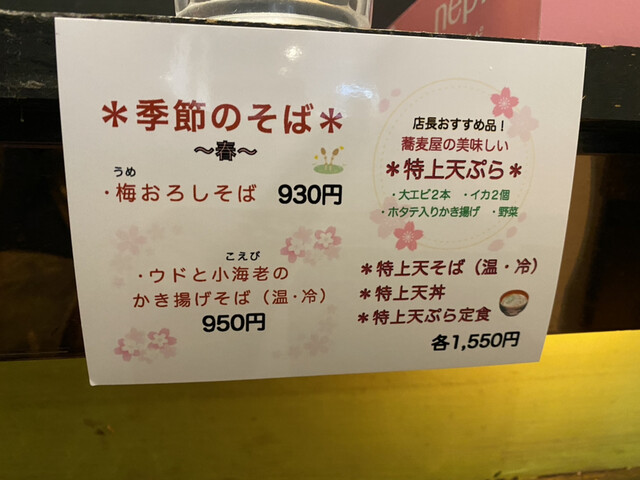 ＊季節のそば＊
～春～
うめ
・梅おろしそば 930円
こえび
・ウドと小海老の
かき揚げそば（温・冷）
950円
店長おすすめ品！
蕎麦屋の美味しい
＊特上天ぷら＊
・大エビ2本 ・イカ2個
・ホタテ入りかき揚げ ・野菜
＊特上天そば（温・冷）
＊特上天丼
＊特上天ぷら定食
各1,550円